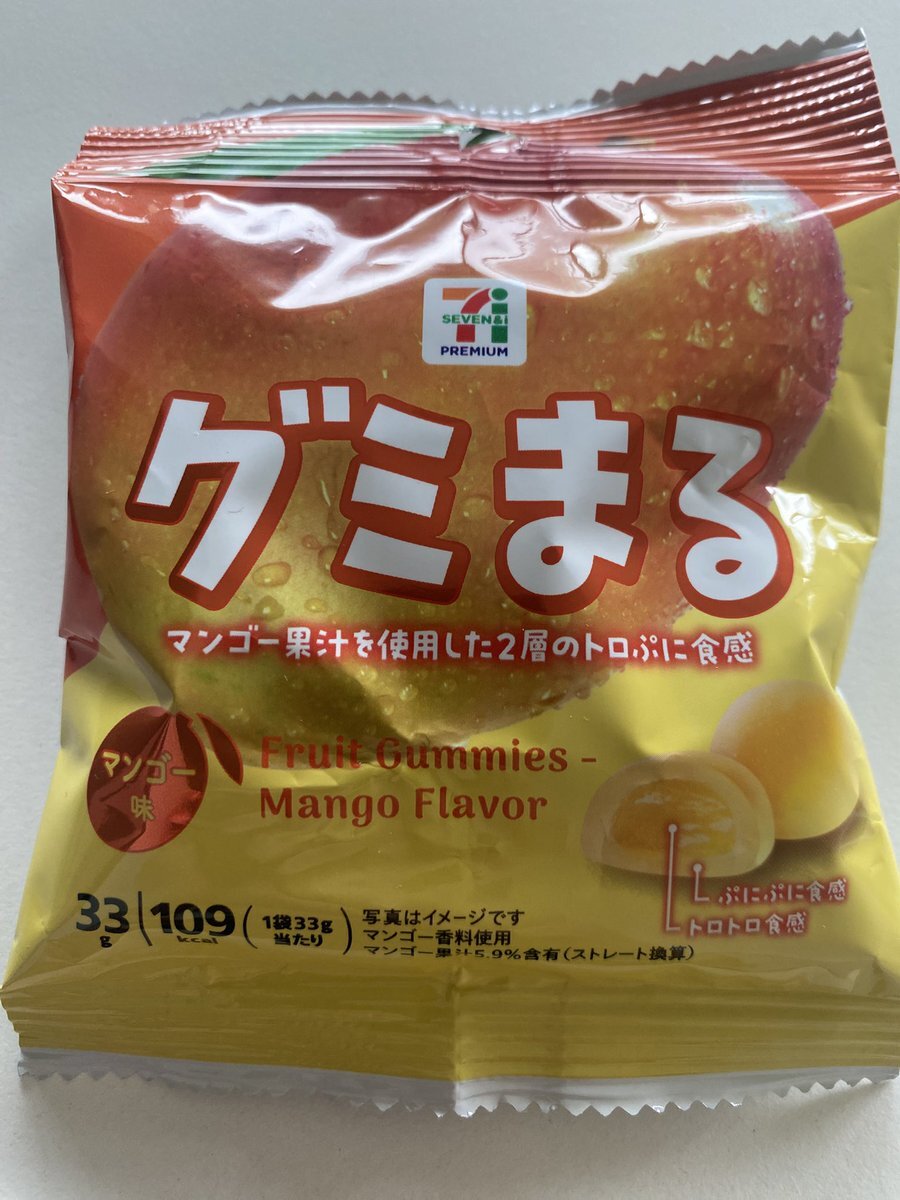 SEVEN&i
PREMIUM
グミまる
マンゴー果汁を使用した2層のトロぷに食感
マンゴー
味
Fruit Gummies -
Mango Flavor
ぷにぷに食感
トロトロ食感
33g 109kcal (1袋33g当たり)
写真はイメージです
マンゴー香料使用
マンゴー果汁5.9%含有(ストレート換算)